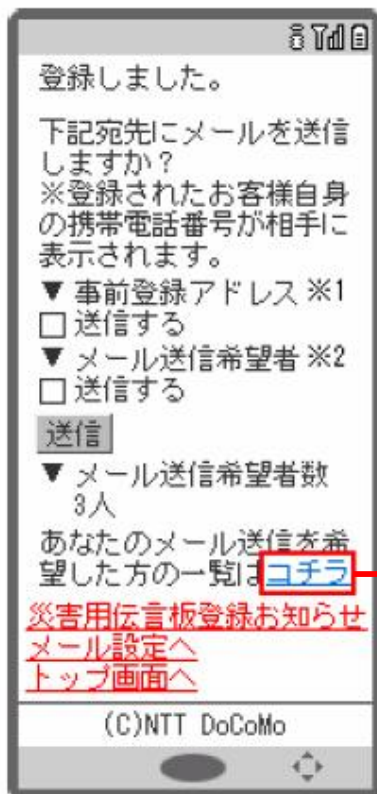 登録しました。
下記宛先にメールを送信
しますか？
※登録されたお客様自身
の携帯電話番号が相手に
表示されます。
▼ 事前登録アドレス ※1
□ 送信する
▼ メール送信希望者 ※2
□ 送信する
送信
▼ メール送信希望者数
3人
あなたのメール送信を希
望した方の一覧はコチラ
災害用伝言板登録お知らせ
メール設定へ
トップ画面へ
(C)NTT DoCoMo